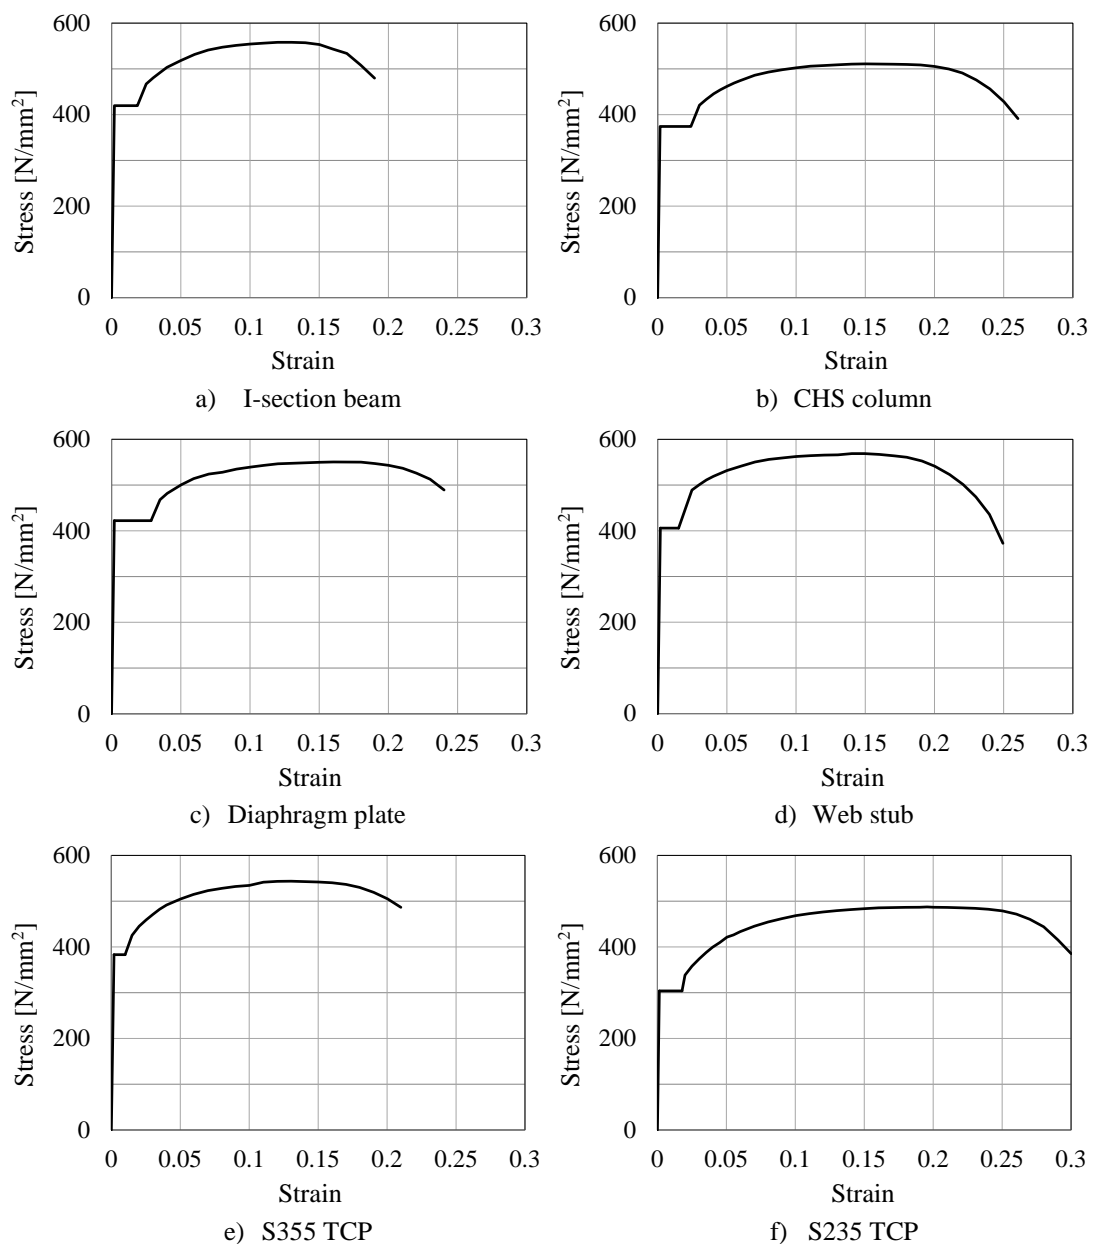 600
400
200
0
Stress [N/mm²]
0 0.05 0.1 0.15 0.2 0.25 0.3
Strain
a) I-section beam
600
400
200
0
Stress [N/mm²]
0 0.05 0.1 0.15 0.2 0.25 0.3
Strain
b) CHS column
600
400
200
0
Stress [N/mm²]
0 0.05 0.1 0.15 0.2 0.25 0.3
Strain
c) Diaphragm plate
600
400
200
0
Stress [N/mm²]
0 0.05 0.1 0.15 0.2 0.25 0.3
Strain
d) Web stub
600
400
200
0
Stress [N/mm²]
0 0.05 0.1 0.15 0.2 0.25 0.3
Strain
e) S355 TCP
600
400
200
0
Stress [N/mm²]
0 0.05 0.1 0.15 0.2 0.25 0.3
Strain
f) S235 TCP